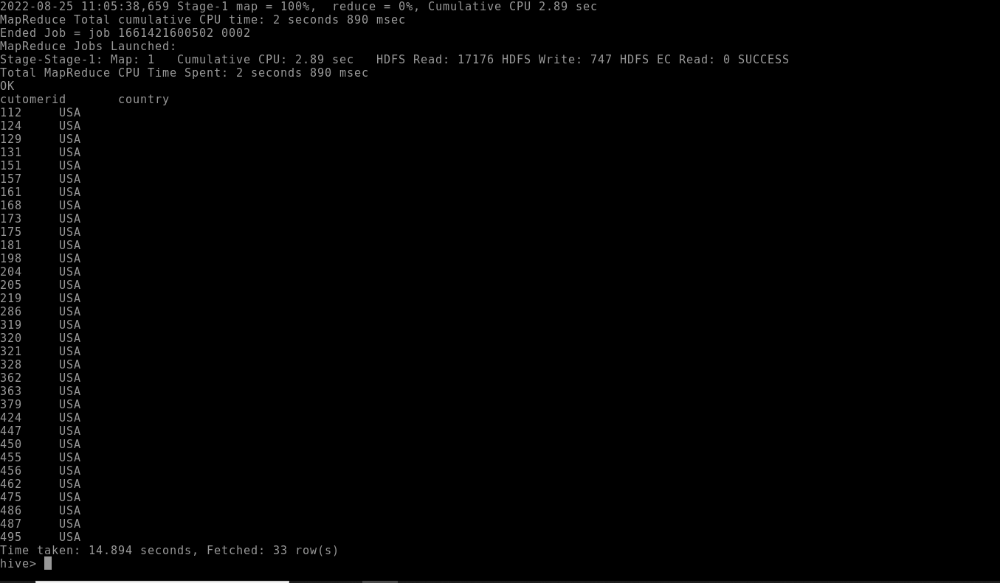 2022-08-25 11:05:38,659 Stage-1 map = 100%,  reduce = 0%, Cumulative CPU 2.89 sec
MapReduce Total cumulative CPU time: 2 seconds 890 msec
Ended Job = job 1661421600502 0002
MapReduce Jobs Launched:
Stage-Stage-1: Map: 1   Cumulative CPU: 2.89 sec   HDFS Read: 17176 HDFS Write: 747 HDFS EC Read: 0 SUCCESS
Total MapReduce CPU Time Spent: 2 seconds 890 msec
OK
cutomerid       country
112     USA
124     USA
129     USA
131     USA
151     USA
157     USA
161     USA
168     USA
173     USA
175     USA
181     USA
198     USA
204     USA
205     USA
219     USA
286     USA
319     USA
320     USA
321     USA
328     USA
362     USA
363     USA
379     USA
424     USA
447     USA
450     USA
455     USA
456     USA
462     USA
475     USA
486     USA
487     USA
495     USA
Time taken: 14.894 seconds, Fetched: 33 row(s)
hive>